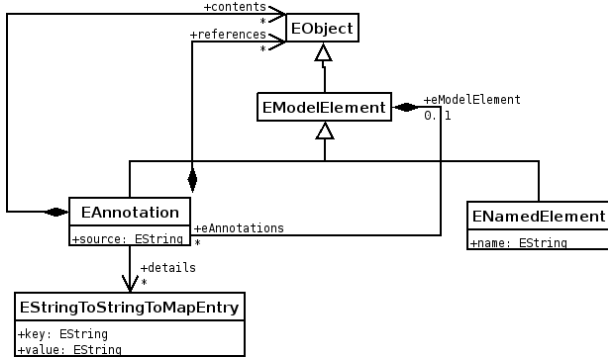 +contents
*
EObject
+references
*
EModelElement
+eModelElement
0..1
EAnnotation
+source: EString
+eAnnotations
*
ENamedElement
+name: EString
+details
*
EStringToStringToMapEntry
+key: EString
+value: EString